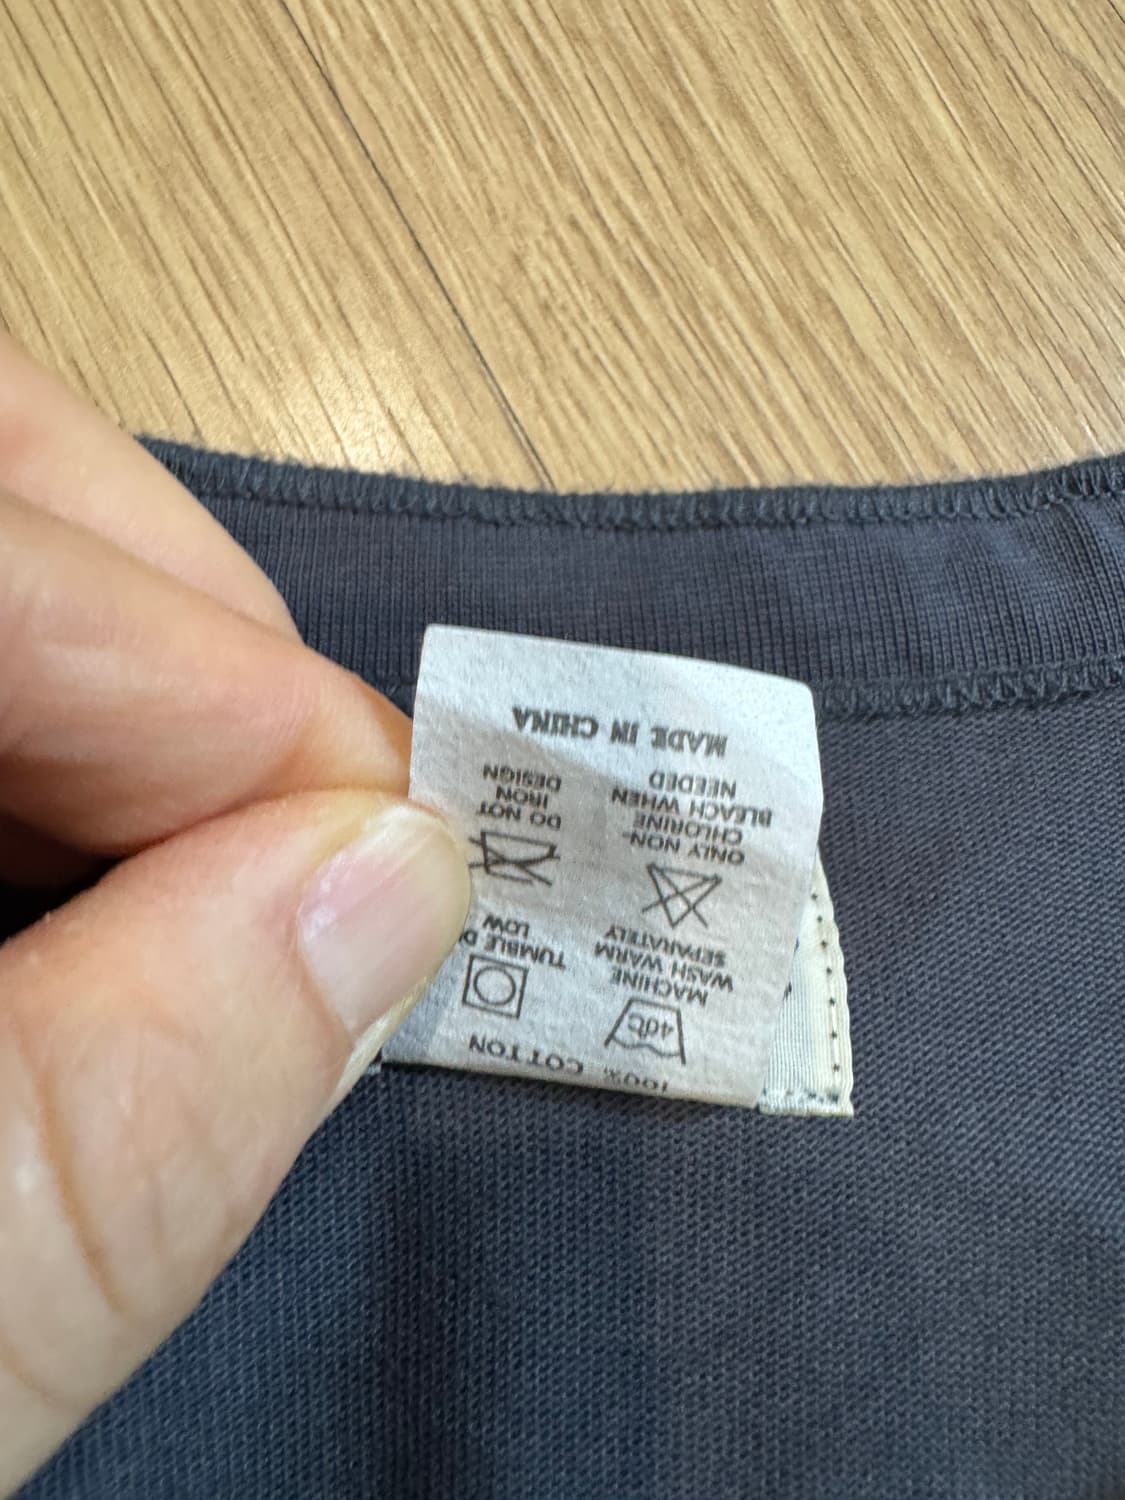 100% COTTON
40C
MACHINE
WASH WARM
SEPARATELY
TUMBLE D
LOW
ONLY NON-
CHLORINE
BLEACH WHEN
NEEDED
DO NOT
IRON
DESIGN
MADE IN CHINA